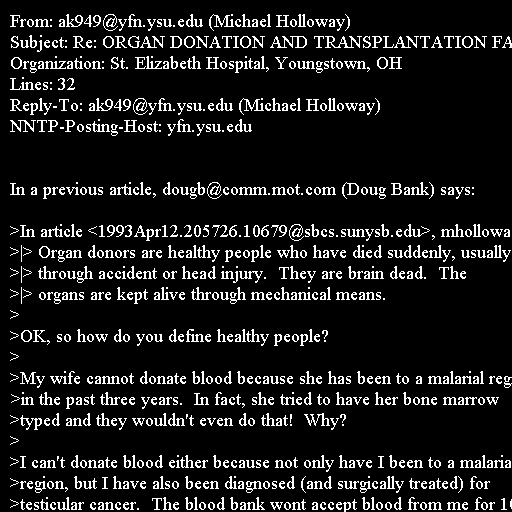 From: ak949@yfn.ysu.edu (Michael Holloway)
Subject: Re: ORGAN DONATION AND TRANSPLANTATION FA
Organization: St. Elizabeth Hospital, Youngstown, OH
Lines: 32
Reply-To: ak949@yfn.ysu.edu (Michael Holloway)
NNTP-Posting-Host: yfn.ysu.edu
In a previous article, dougb@comm.mot.com (Doug Bank) says:
>In article <1993Apr12.205726.10679@sbcs.sunysb.edu>, mhollowa
>|> Organ donors are healthy people who have died suddenly, usually
>|> through accident or head injury.  They are brain dead.  The
>|> organs are kept alive through mechanical means.
>
>OK, so how do you define healthy people?
>
>My wife cannot donate blood because she has been to a malarial reg
>in the past three years.  In fact, she tried to have her bone marrow
>typed and they wouldn't even do that!  Why?
>
>I can't donate blood either because not only have I been to a malaria
>region, but I have also been diagnosed (and surgically treated) for
>testicular cancer.  The blood bank wont accept blood from me for 10